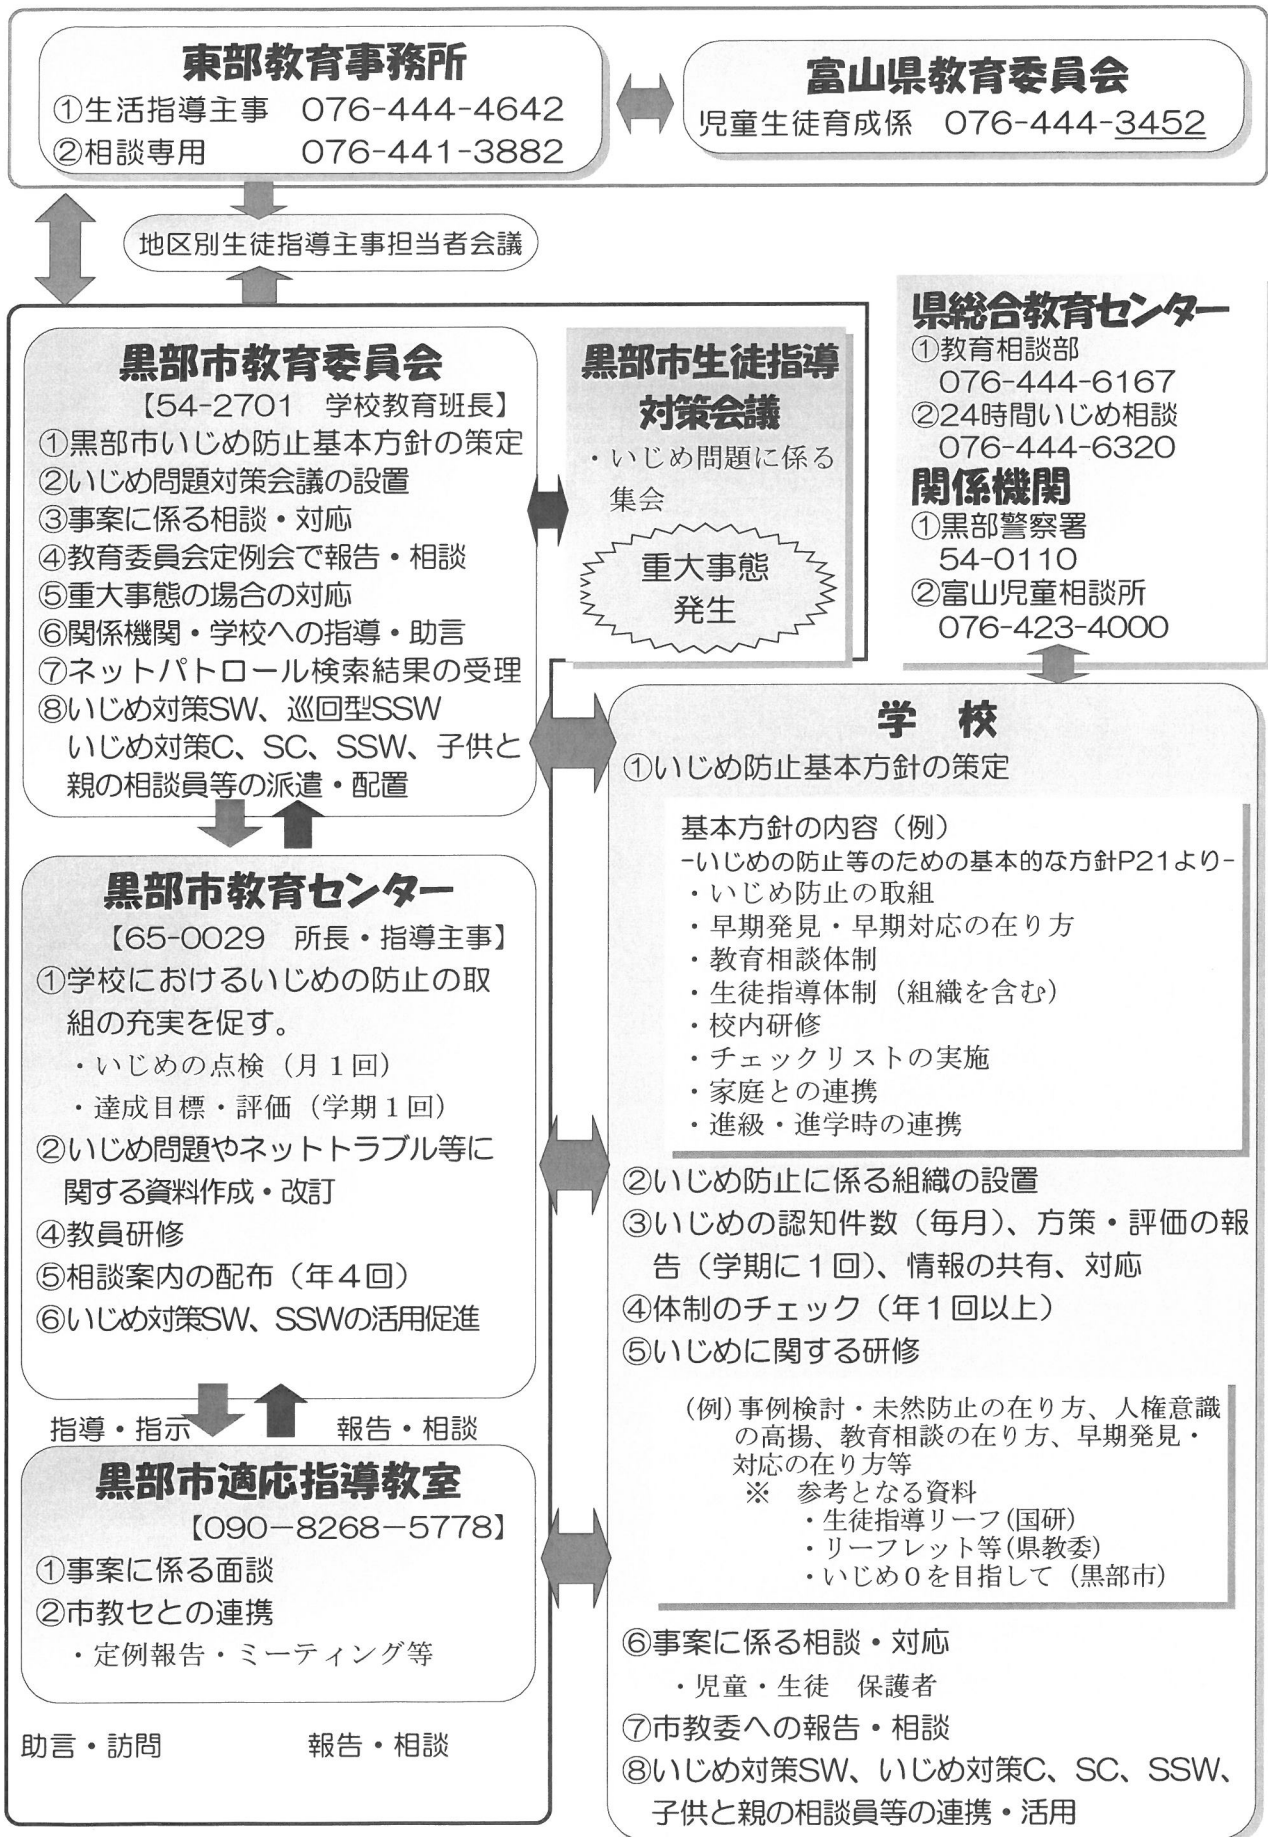 東部教育事務所
①生活指導主事　076-444-4642
②相談専用　076-441-3882
富山県教育委員会
児童生徒育成係　076-444-3452
地区別生徒指導主事担当者会議
黒部市教育委員会
【54-2701　学校教育班長】
①黒部市いじめ防止基本方針の策定
②いじめ問題対策会議の設置
③事案に係る相談・対応
④教育委員会定例会で報告・相談
⑤重大事態の場合の対応
⑥関係機関・学校への指導・助言
⑦ネットパトロール検索結果の受理
⑧いじめ対策SW、巡回型SSW
いじめ対策C、SC、SSW、子供と
親の相談員等の派遣・配置
黒部市生徒指導
対策会議
・いじめ問題に係る
集会
重大事態
発生
県総合教育センター
①教育相談部
076-444-6167
②24時間いじめ相談
076-444-6320
関係機関
①黒部警察署
54-0110
②富山児童相談所
076-423-4000
黒部市教育センター
【65-0029　所長・指導主事】
①学校におけるいじめの防止の取
組の充実を促す。
・いじめの点検（月１回）
・達成目標・評価（学期１回）
②いじめ問題やネットトラブル等に
関する資料作成・改訂
④教員研修
⑤相談案内の配布（年４回）
⑥いじめ対策SW、SSWの活用促進
指導・指示　報告・相談
黒部市適応指導教室
【090－8268－5778】
①事案に係る面談
②市教セとの連携
・定例報告・ミーティング等
助言・訪問　報告・相談
学　校
①いじめ防止基本方針の策定
基本方針の内容（例）
-いじめの防止等のための基本的な方針P21より-
・いじめ防止の取組
・早期発見・早期対応の在り方
・教育相談体制
・生徒指導体制（組織を含む）
・校内研修
・チェックリストの実施
・家庭との連携
・進級・進学時の連携
②いじめ防止に係る組織の設置
③いじめの認知件数（毎月）、方策・評価の報
告（学期に１回）、情報の共有、対応
④体制のチェック（年１回以上）
⑤いじめに関する研修
(例)事例検討・未然防止の在り方、人権意識
の高揚、教育相談の在り方、早期発見・
対応の在り方等
※　参考となる資料
・生徒指導リーフ(国研)
・リーフレット等(県教委)
・いじめ０を目指して（黒部市）
⑥事案に係る相談・対応
・児童・生徒　保護者
⑦市教委への報告・相談
⑧いじめ対策SW、いじめ対策C、SC、SSW、
子供と親の相談員等の連携・活用